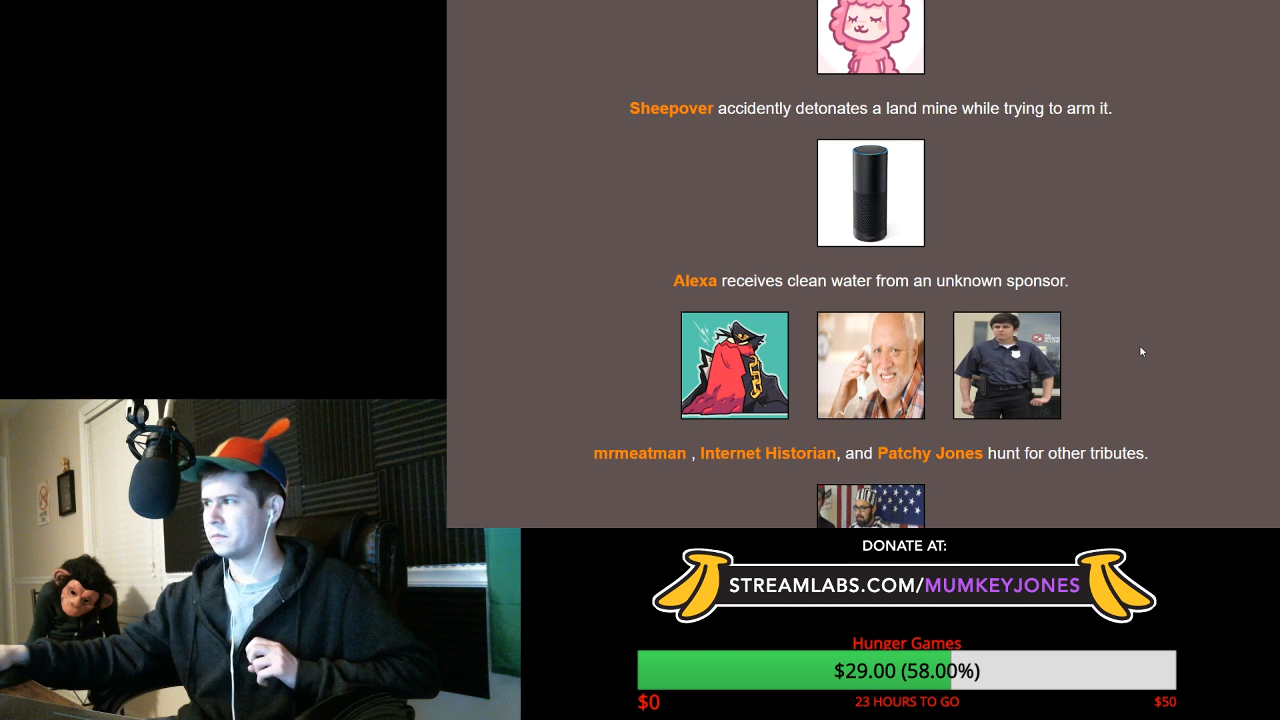 Sheepover accidently detonates a land mine while trying to arm it.
Alexa receives clean water from an unknown sponsor.
mrmeatman , Internet Historian, and Patchy Jones hunt for other tributes.
DONATE AT:
STREAMLABS.COM/MUMKEYJONES
Hunger Games
$29.00 (58.00%)
$0
23 HOURS TO GO
$50